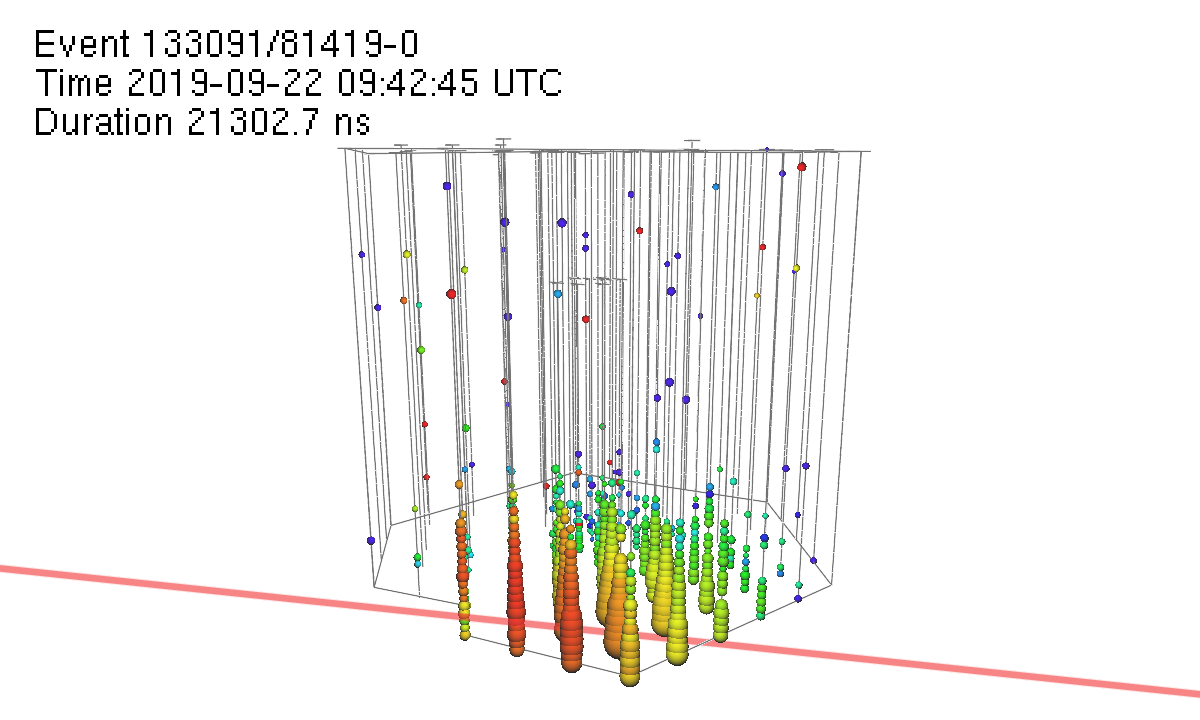 Event 133091/81419-0
Time 2019-09-22 09:42:45 UTC
Duration 21302.7 ns